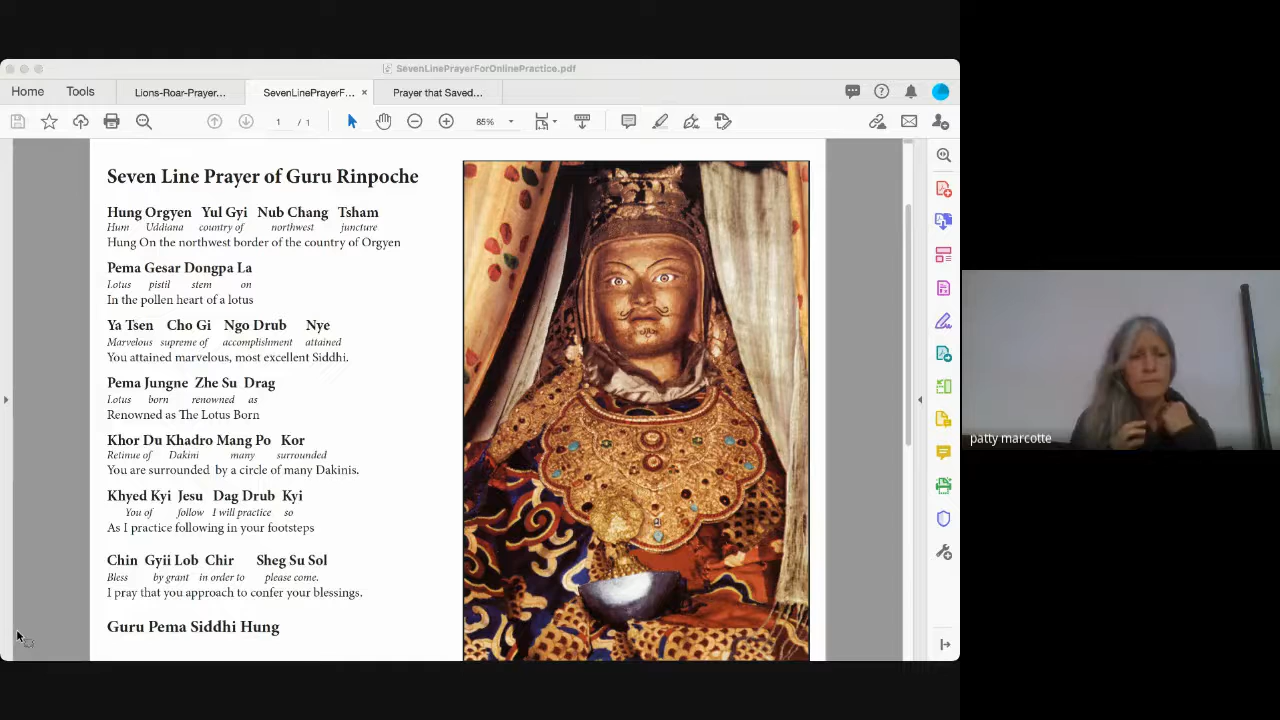 SevenLinePrayerForOnlinePractice.pdf
Home Tools Lions-Roar-Prayer... SevenLinePrayerF... × Prayer that Saved...
1 / 1 85%
Seven Line Prayer of Guru Rinpoche
Hung Orgyen Yul Gyi Nub Chang Tsham
Hum Uddiana country of northwest juncture
Hung On the northwest border of the country of Orgyen
Pema Gesar Dongpa La
Lotus pistil stem on
In the pollen heart of a lotus
Ya Tsen Cho Gi Ngo Drub Nye
Marvelous supreme of accomplishment attained
You attained marvelous, most excellent Siddhi.
Pema Jungne Zhe Su Drag
Lotus born renowned as
Renowned as The Lotus Born
Khor Du Khadro Mang Po Kor
Retinue of Dakini many surrounded
You are surrounded by a circle of many Dakinis.
Khyed Kyi Jesu Dag Drub Kyi
You of follow I will practice so
As I practice following in your footsteps
Chin Gyii Lob Chir Sheg Su Sol
Bless by grant in order to please come.
I pray that you approach to confer your blessings.
Guru Pema Siddhi Hung
patty marcotte